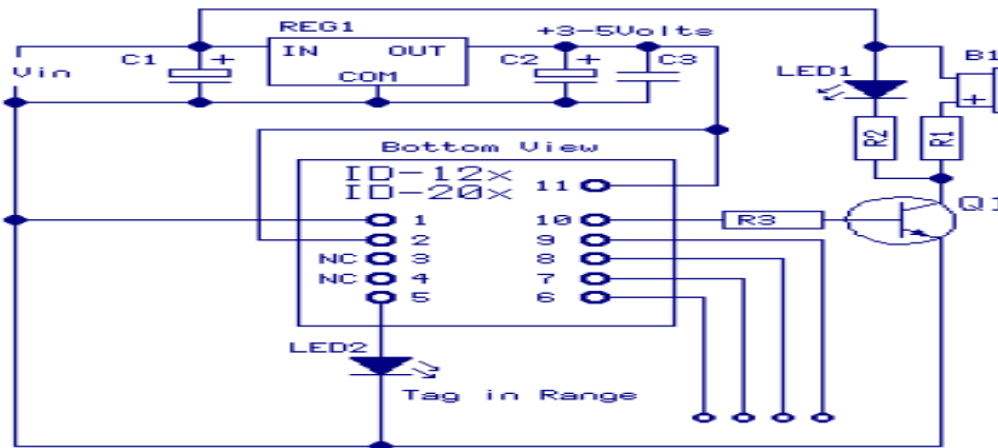 REG1 +3-5Volts
Vin C1 + IN OUT C2 + C3 LED1 B1
COM +
R2 R1
Bottom View
ID-12x
ID-20x 11
1 10 R3 Q1
2 9
NC 3 8
NC 4 7
5 6
LED2
Tag in Range